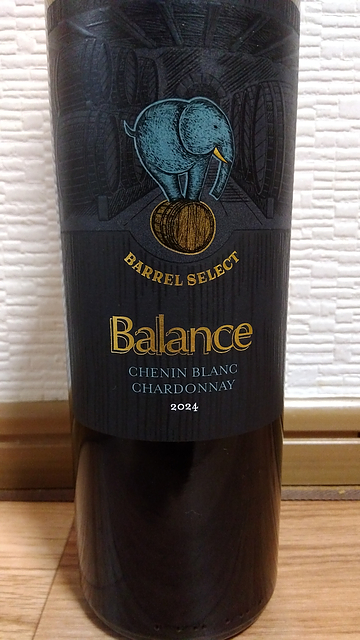 BARREL SELECT
Balance
CHENIN BLANC
CHARDONNAY
2024